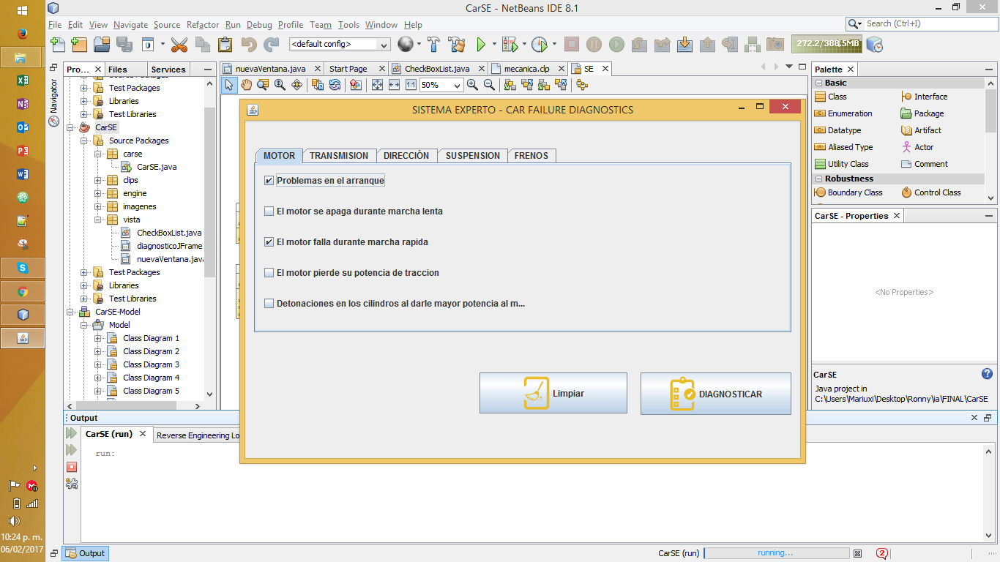 CarSE - NetBeans IDE 8.1
File Edit View Navigate Source Refactor Run Debug Profile Team Tools Window Help
Search (Ctrl+I)
<default config>
272.2/388.5MB
Pro... Files Services
Navigator
Test Packages
Libraries
Test Libraries
CarSE
Source Packages
carse
CarSE.java
clips
engine
imagenes
vista
CheckBoxList.java
diagnosticoJFrame.
nuevaVentana.java
Test Packages
Libraries
Test Libraries
CarSE-Model
Model
Class Diagram 1
Class Diagram 2
Class Diagram 3
Class Diagram 4
Class Diagram 5
nuevaVentana.java Start Page CheckBoxList.java mecanica.clp SE
50%
SISTEMA EXPERTO - CAR FAILURE DIAGNOSTICS
MOTOR TRANSMISION DIRECCIÓN SUSPENSION FRENOS
Problemas en el arranque
El motor se apaga durante marcha lenta
El motor falla durante marcha rapida
El motor pierde su potencia de traccion
Detonaciones en los cilindros al darle mayor potencia al m...
Limpiar
DIAGNOSTICAR
Palette
Basic
Class Interface
Enumeration Package
Datatype Artifact
Aliased Type Actor
Utility Class Comment
Robustness
Boundary Class Control Class
CarSE - Properties
<No Properties>
CarSE
Java project in
C:\Users\Mariuxi\Desktop\Ronny\ia\FINAL\CarSE
Output
CarSE (run) Reverse Engineering Lo
run:
10:24 p. m.
06/02/2017
Output
CarSE (run) running... 2